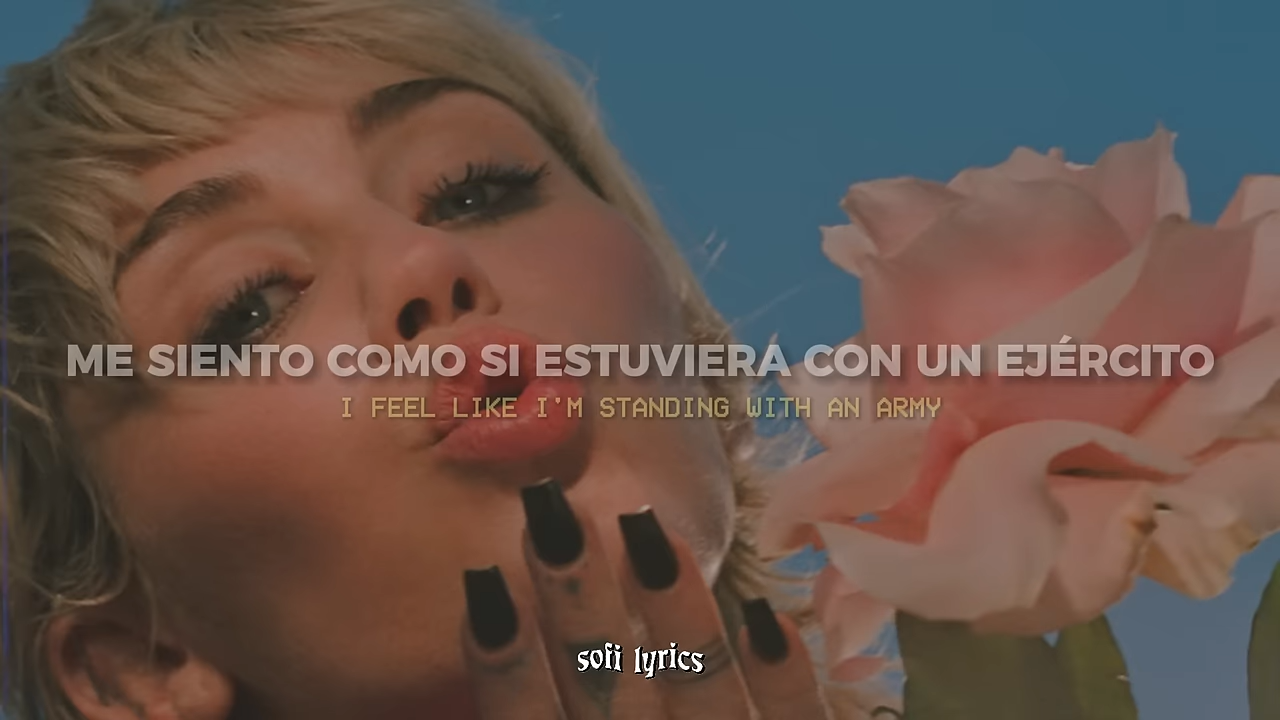 ME SIENTO COMO SI ESTUVIERA CON UN EJÉRCITO
I FEEL LIKE I'M STANDING WITH AN ARMY
sofi lyrics